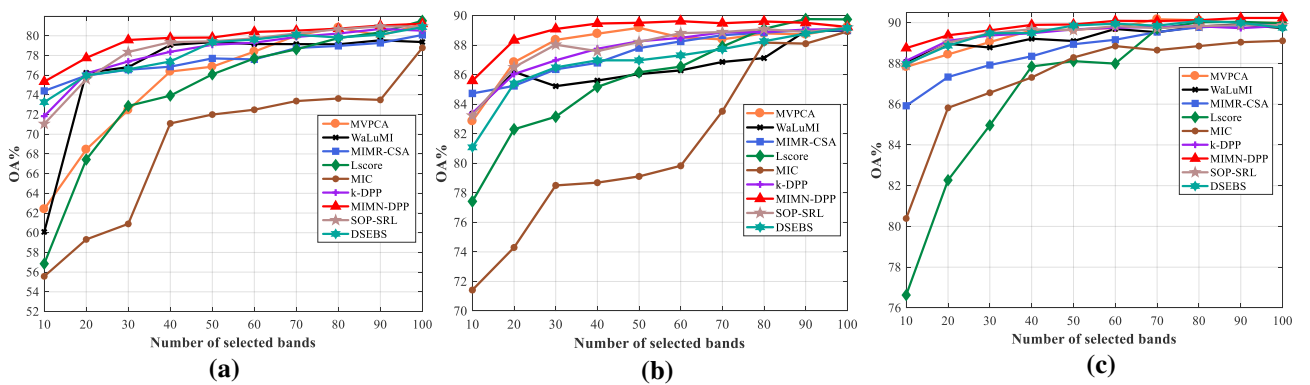 OA%
80
78
76
74
72
70
68
66
64
62
60
58
56
54
52
10 20 30 40 50 60 70 80 90 100
Number of selected bands
MVPCA
WaLuMI
MIMR-CSA
Lscore
MIC
k-DPP
MIMN-DPP
SOP-SRL
DSEBS
(a)
OA%
90
88
86
84
82
80
78
76
74
72
70
10 20 30 40 50 60 70 80 90 100
Number of selected bands
MVPCA
WaLuMI
MIMR-CSA
Lscore
MIC
k-DPP
MIMN-DPP
SOP-SRL
DSEBS
(b)
OA%
90
88
86
84
82
80
78
76
10 20 30 40 50 60 70 80 90 100
Number of selected bands
MVPCA
WaLuMI
MIMR-CSA
Lscore
MIC
k-DPP
MIMN-DPP
SOP-SRL
DSEBS
(c)